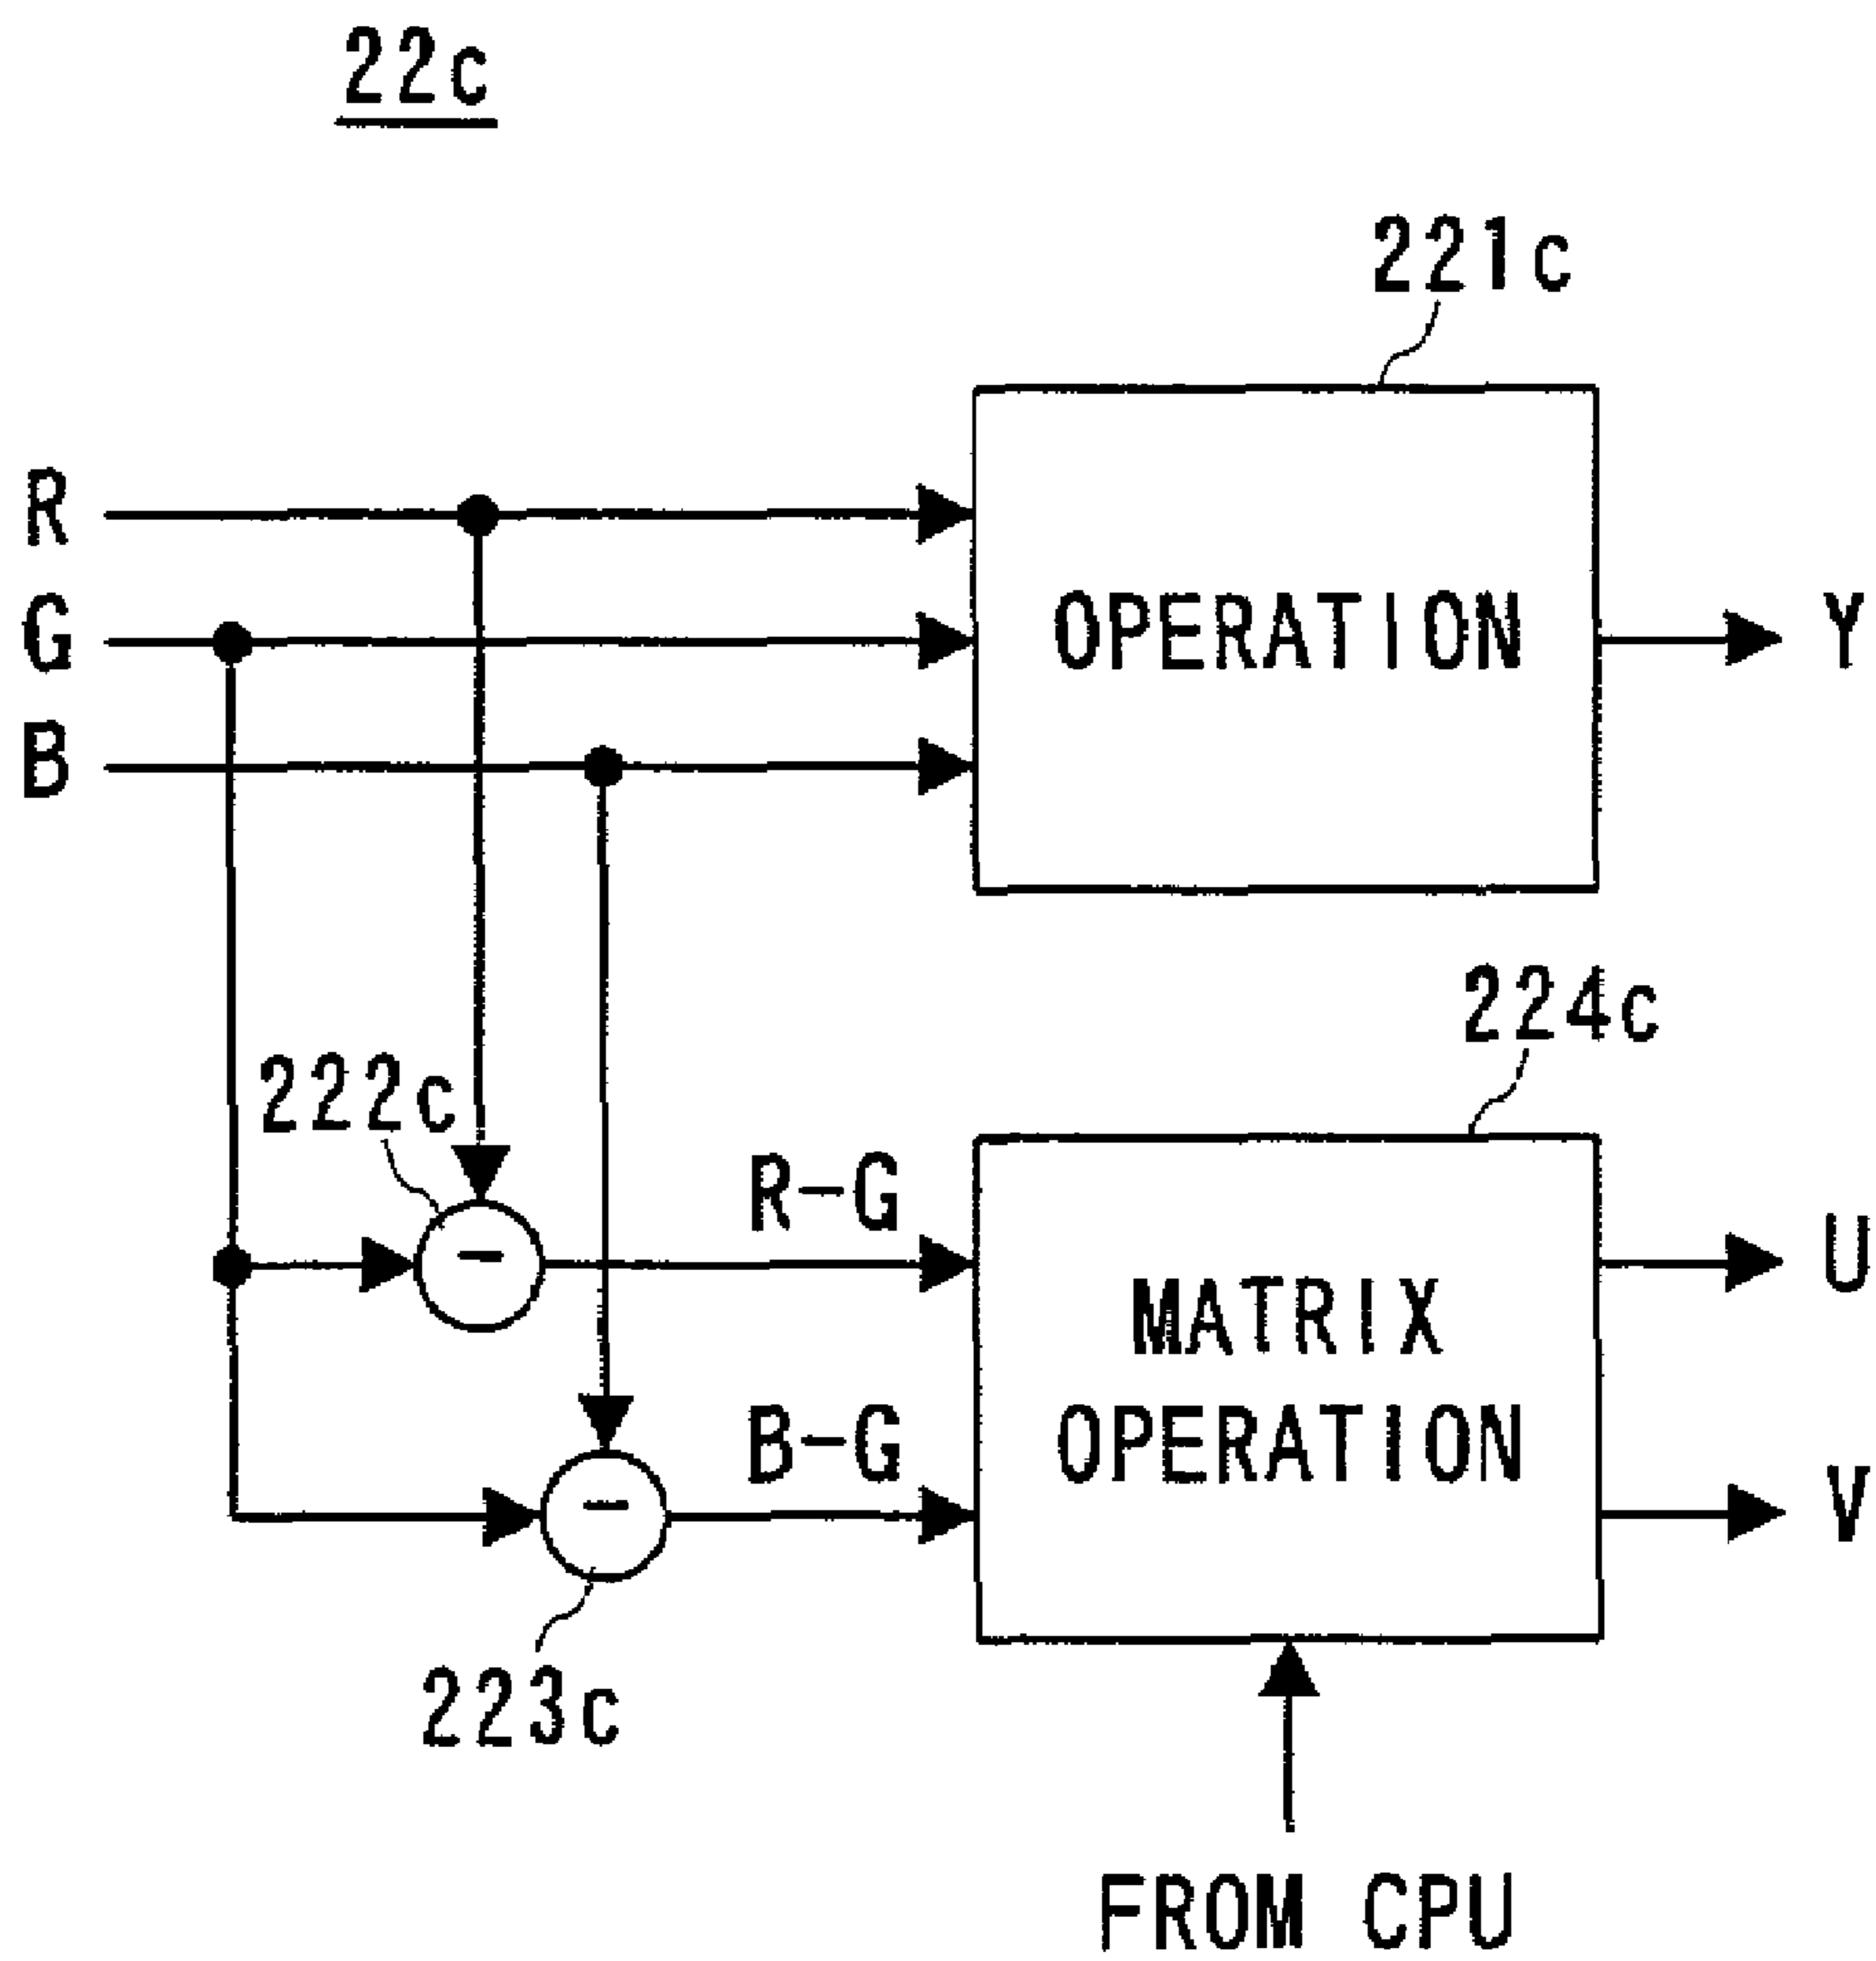 22c
221c
R
G
B
OPERATION
Y
224c
222c
R-G
B-G
MATRIX
OPERATION
U
V
223c
FROM CPU